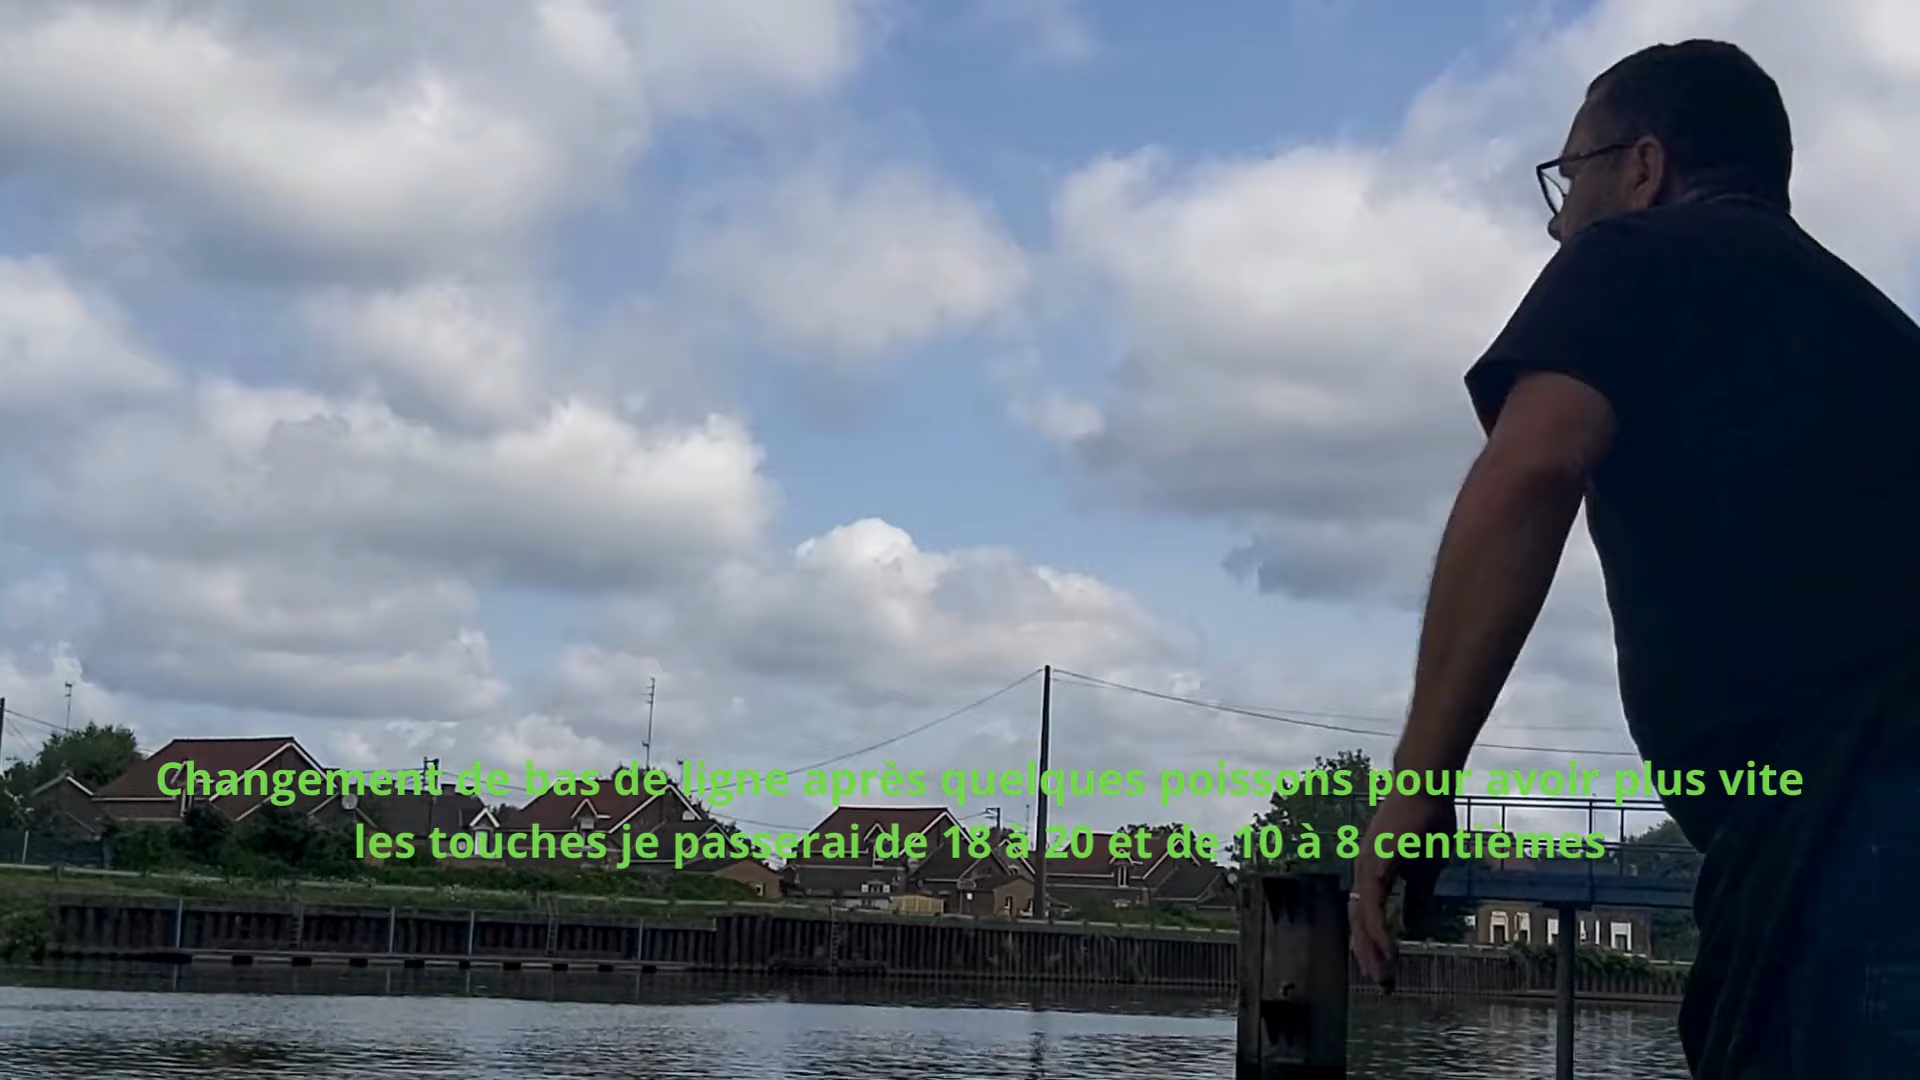 Changement de bas de ligne après quelques poissons pour avoir plus vite
les touches je passerai de 18 à 20 et de 10 à 8 centièmes